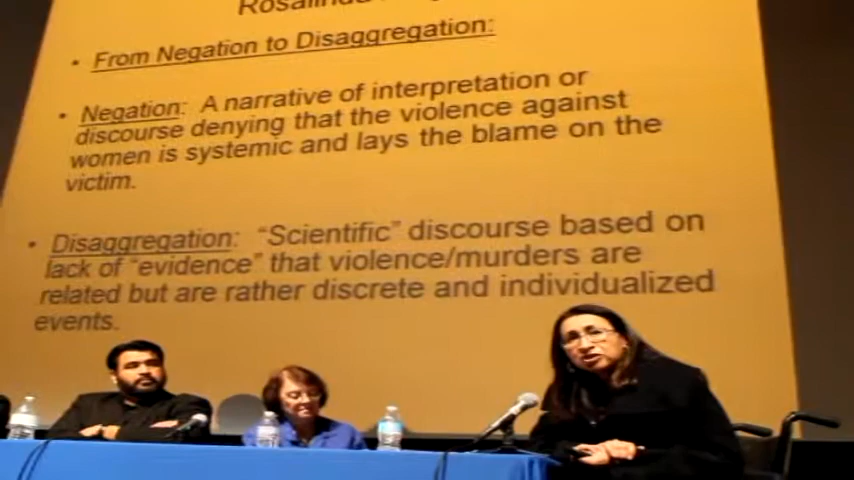 Rosalinda
• From Negation to Disaggregation:
• Negation: A narrative of interpretation or
discourse denying that the violence against
women is systemic, and lays the blame on the
victim.
• Disaggregation: “Scientific” discourse based on
lack of “evidence” that violence/murders are
related but are rather discrete, and individualized
events.